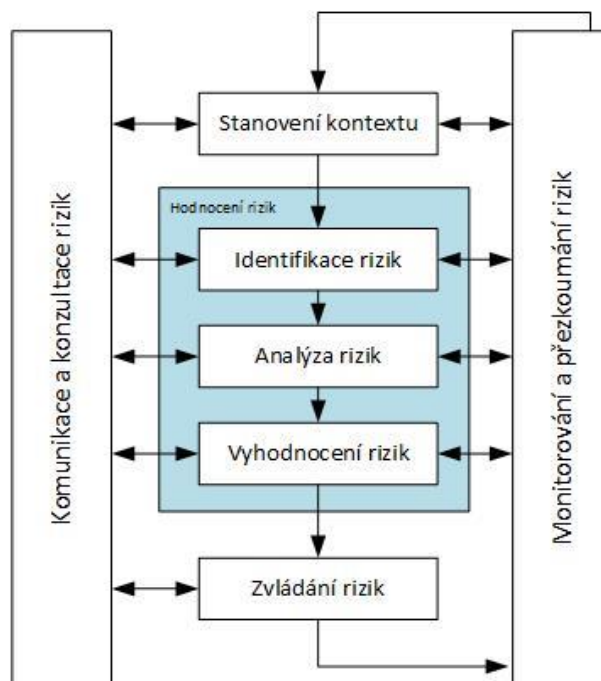 Stanovení kontextu
Hodnocení rizik
Identifikace rizik
Analýza rizik
Vyhodnocení rizik
Zvládání rizik
Komunikace a konzultace rizik
Monitorování a přezkoumání rizik